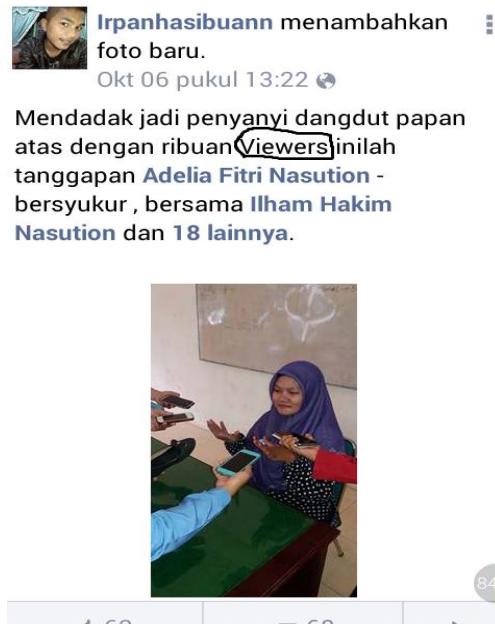 Irpanhasibuann menambahkan
foto baru.
Okt 06 pukul 13:22
Mendadak jadi penyanyi dangdut papan
atas dengan ribuan Viewers inilah
tanggapan Adelia Fitri Nasution -
bersyukur , bersama Ilham Hakim
Nasution dan 18 lainnya.
84